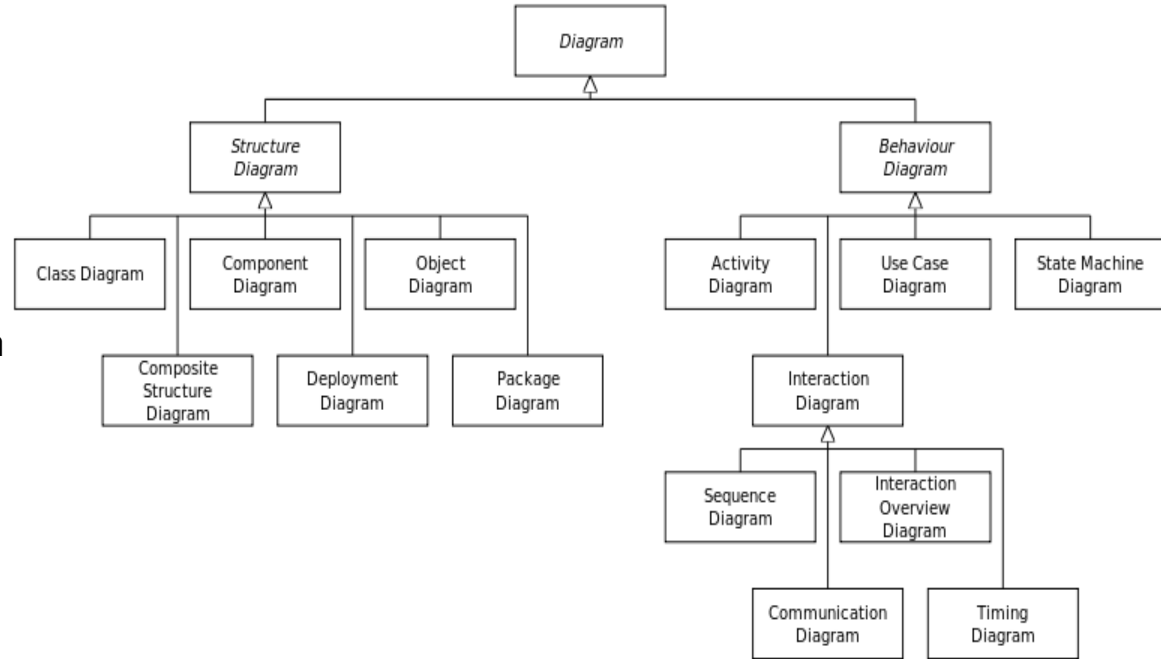 Diagram
Structure
Diagram
Behaviour
Diagram
Class Diagram
Component
Diagram
Object
Diagram
Activity
Diagram
Use Case
Diagram
State Machine
Diagram
Composite
Structure
Diagram
Deployment
Diagram
Package
Diagram
Interaction
Diagram
Sequence
Diagram
Interaction
Overview
Diagram
Communication
Diagram
Timing
Diagram